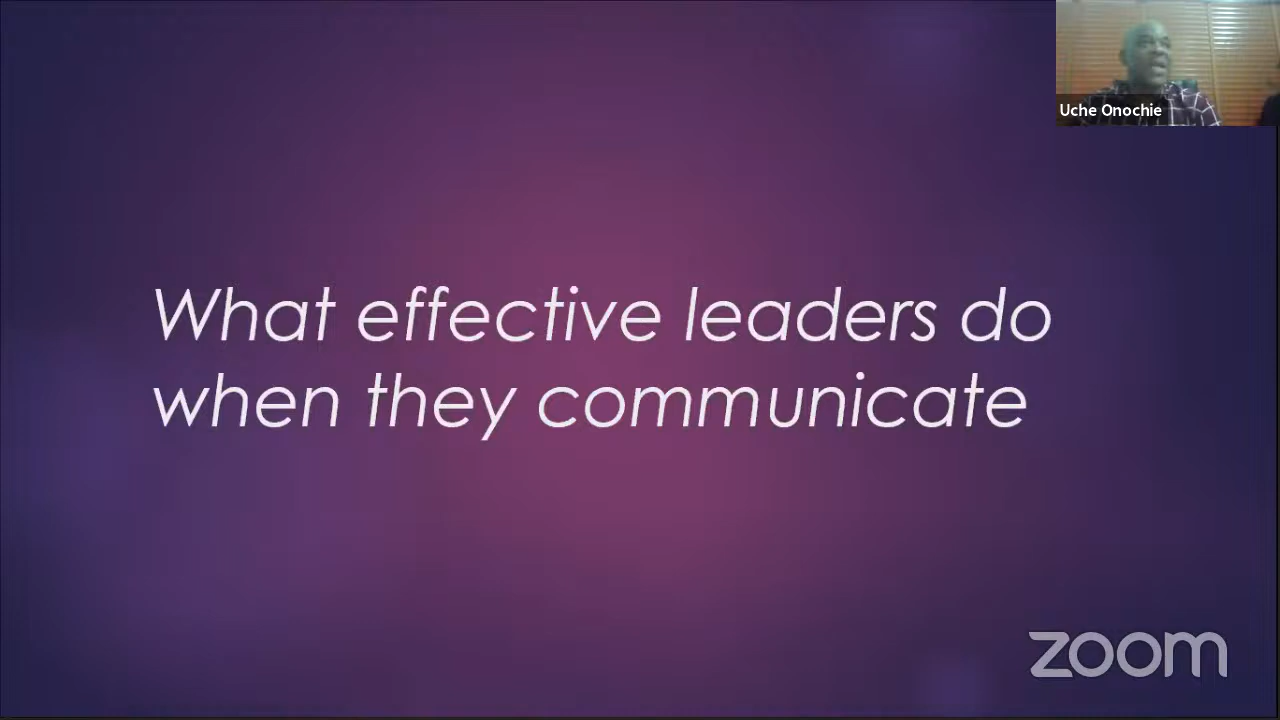 Uche Onochie
What effective leaders do
when they communicate
zoom